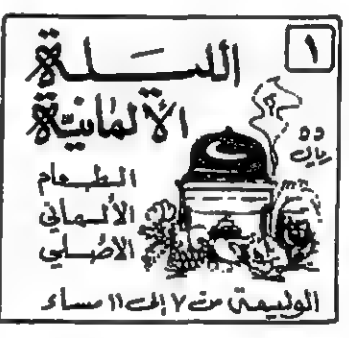 ١
الليلة
الألمانية
٥٥
ريال
الطعام
الألماني
الأصلي
الوليمة من ٧ إلى ١١ مساء